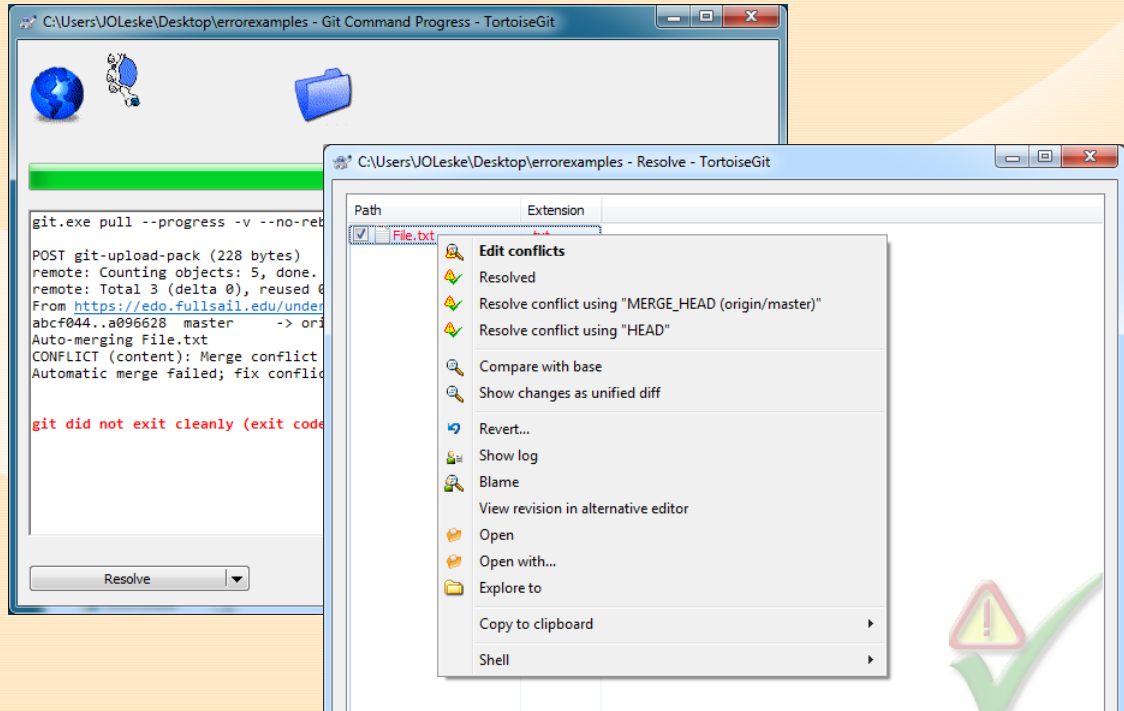 C:\Users\JOLeske\Desktop\errorexamples - Git Command Progress - TortoiseGit
git.exe pull --progress -v --no-reb
POST git-upload-pack (228 bytes)
remote: Counting objects: 5, done.
remote: Total 3 (delta 0), reused
From https://edo.fullsail.edu/under
abcf044..a096628 master -> ori
Auto-merging File.txt
CONFLICT (content): Merge conflict
Automatic merge failed; fix conflic
git did not exit cleanly (exit code
Resolve
C:\Users\JOLeske\Desktop\errorexamples - Resolve - TortoiseGit
Path Extension
File.txt .txt
Edit conflicts
Resolved
Resolve conflict using "MERGE_HEAD (origin/master)"
Resolve conflict using "HEAD"
Compare with base
Show changes as unified diff
Revert...
Show log
Blame
View revision in alternative editor
Open
Open with...
Explore to
Copy to clipboard
Shell